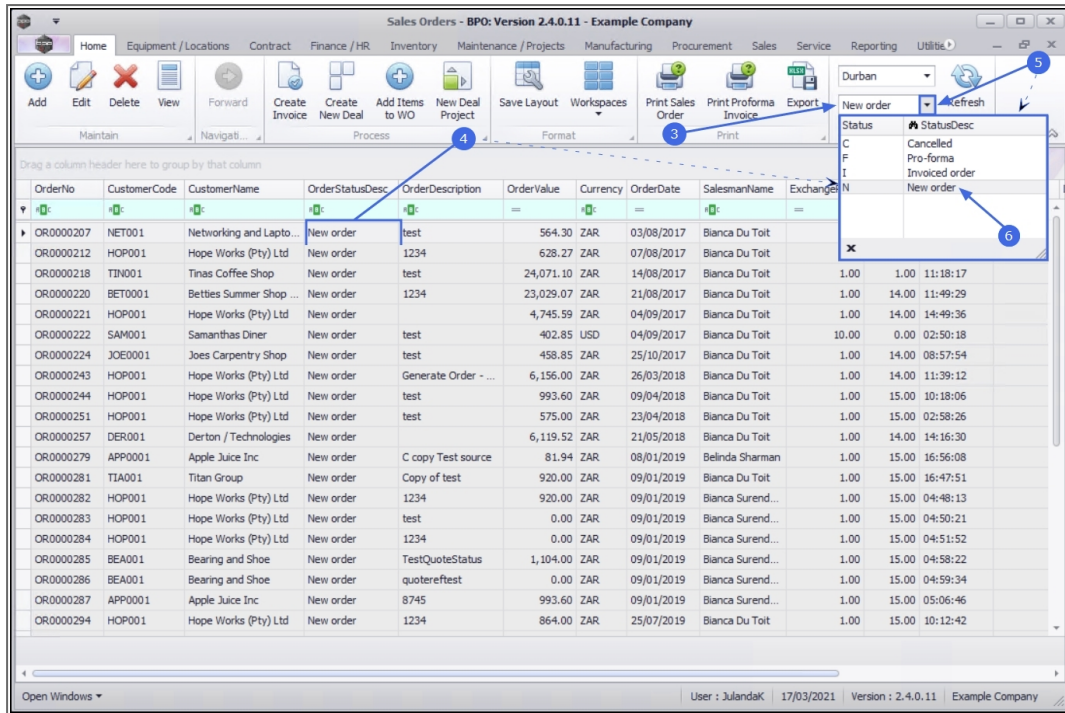 Sales Orders - BPO: Version 2.4.0.11 - Example Company
Home Equipment / Locations Contract Finance / HR Inventory Maintenance / Projects Manufacturing Procurement Sales Service Reporting
5
Add Edit Delete View Forward Create Invoice Create New Deal Add Items to WO New Deal Project Save Layout Workspaces Print Sales Order Print Proforma Invoice Export Durban
New order
3
Maintain Process Format Print
4
Status StatusDesc
C Cancelled
F Pro-forma
I Invoiced order
N New order
6
Drag a column header here to group by that column
OrderNo CustomerCode CustomerName OrderStatusDesc OrderDescription OrderValue Currency OrderDate SalesmanName
OR0000207 NET001 Networking and Lapto... New order test 564.30 ZAR 03/08/2017 Bianca Du Toit
OR0000212 HOP001 Hope Works (Pty) Ltd New order 1234 628.27 ZAR 07/08/2017 Bianca Du Toit
OR0000218 TIN001 Tinas Coffee Shop New order test 24,071.10 ZAR 14/08/2017 Bianca Du Toit 1.00 1.00 11:18:17
OR0000220 BET0001 Betties Summer Shop ... New order 1234 23,029.07 ZAR 21/08/2017 Bianca Du Toit 1.00 14.00 11:49:29
OR0000221 HOP001 Hope Works (Pty) Ltd New order 4,745.59 ZAR 04/09/2017 Bianca Du Toit 1.00 14.00 14:49:36
OR0000222 SAM001 Samanthas Diner New order test 402.85 USD 04/09/2017 Bianca Du Toit 10.00 0.00 02:50:18
OR0000224 JOE0001 Joes Carpentry Shop New order test 458.85 ZAR 25/10/2017 Bianca Du Toit 1.00 14.00 08:57:54
OR0000243 HOP001 Hope Works (Pty) Ltd New order Generate Order - ... 6,156.00 ZAR 26/03/2018 Bianca Du Toit 1.00 14.00 11:39:12
OR0000244 HOP001 Hope Works (Pty) Ltd New order test 993.60 ZAR 09/04/2018 Bianca Du Toit 1.00 15.00 10:18:06
OR0000251 HOP001 Hope Works (Pty) Ltd New order test 575.00 ZAR 23/04/2018 Bianca Du Toit 1.00 15.00 02:58:26
OR0000257 DER001 Derton / Technologies New order 6,119.52 ZAR 21/05/2018 Bianca Du Toit 1.00 14.00 14:16:30
OR0000279 APP0001 Apple Juice Inc New order C copy Test source 81.94 ZAR 08/01/2019 Belinda Sharman 1.00 15.00 16:56:08
OR0000281 TIA001 Titan Group New order Copy of test 920.00 ZAR 09/01/2019 Bianca Du Toit 1.00 15.00 16:47:51
OR0000282 HOP001 Hope Works (Pty) Ltd New order 1234 920.00 ZAR 09/01/2019 Bianca Surend... 1.00 15.00 04:48:13
OR0000283 HOP001 Hope Works (Pty) Ltd New order test 0.00 ZAR 09/01/2019 Bianca Surend... 1.00 15.00 04:50:21
OR0000284 HOP001 Hope Works (Pty) Ltd New order 1234 0.00 ZAR 09/01/2019 Bianca Surend... 1.00 15.00 04:51:52
OR0000285 BEA001 Bearing and Shoe New order TestQuoteStatus 1,104.00 ZAR 09/01/2019 Bianca Surend... 1.00 15.00 04:58:22
OR0000286 BEA001 Bearing and Shoe New order quotereftest 0.00 ZAR 09/01/2019 Bianca Surend... 1.00 15.00 04:59:34
OR0000287 APP0001 Apple Juice Inc New order 8745 993.60 ZAR 09/01/2019 Bianca Surend... 1.00 15.00 05:06:46
OR0000294 HOP001 Hope Works (Pty) Ltd New order 1234 864.00 ZAR 25/07/2019 Bianca Du Toit 1.00 15.00 10:12:42
Open Windows User : JulandaK 17/03/2021 Version : 2.4.0.11 Example Company